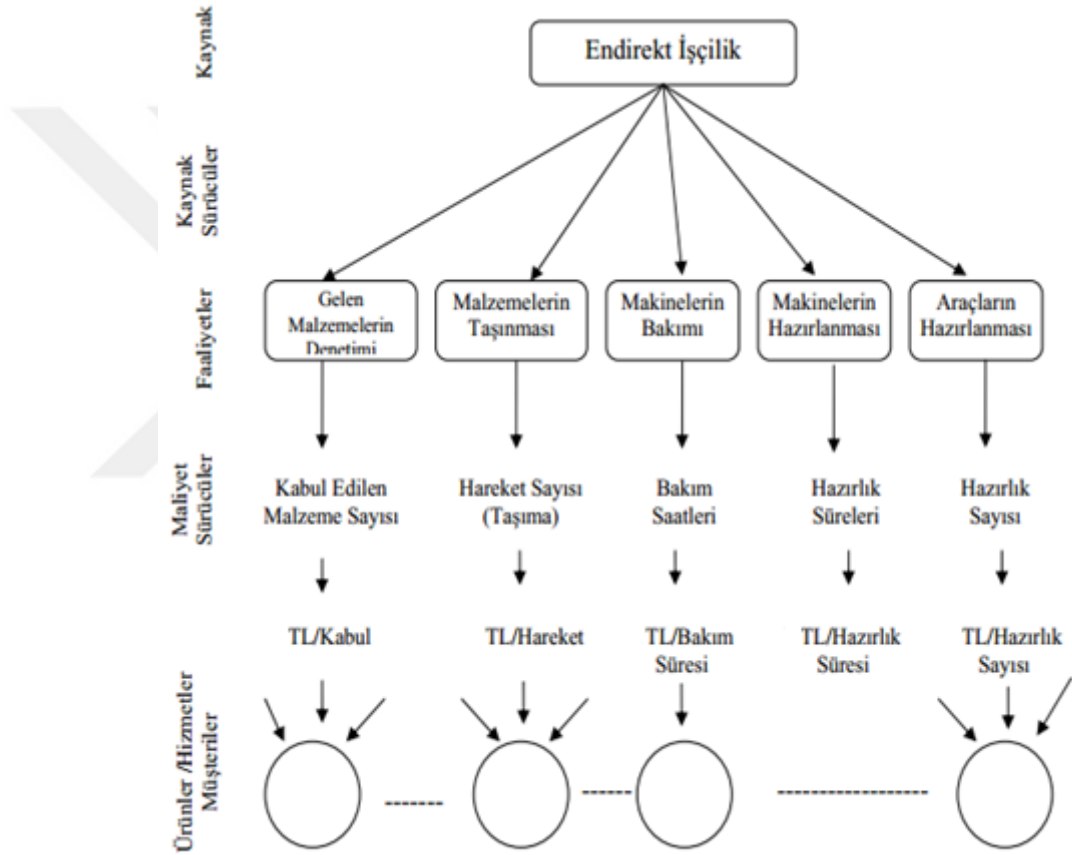 Kaynak
Endirekt İşçilik
Kaynak
Sürücüler
Faaliyetler
Gelen
Malzemelerin
Denetimi
Malzemelerin
Taşınması
Makinelerin
Bakımı
Makinelerin
Hazırlanması
Araçların
Hazırlanması
Maliyet
Sürücüler
Kabul Edilen
Malzeme Sayısı
Hareket Sayısı
(Taşıma)
Bakım
Saatleri
Hazırlık
Süreleri
Hazırlık
Sayısı
TL/Kabul
TL/Hareket
TL/Bakım
Süresi
TL/Hazırlık
Süresi
TL/Hazırlık
Sayısı
Ürünler /Hizmetler
Müşteriler